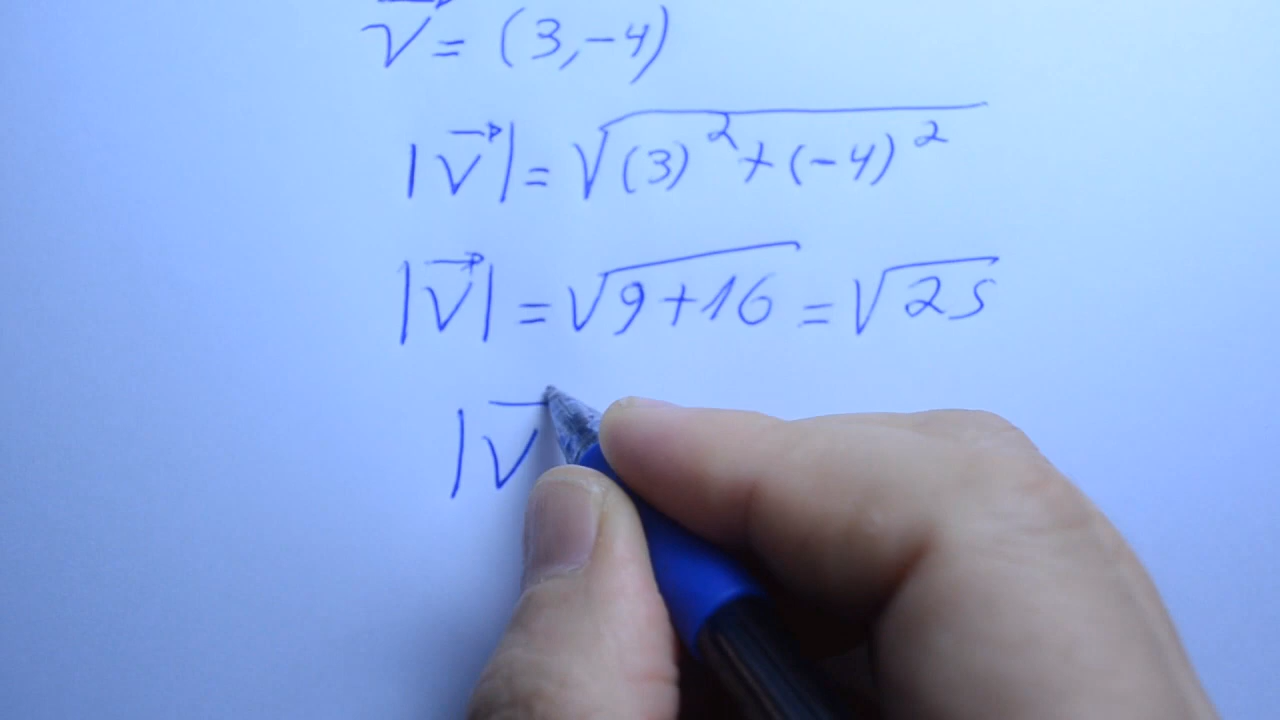 v⃗ = (3,-4)
|v⃗| = √(3)² + (-4)²
|v⃗| = √9+16 = √25
|v